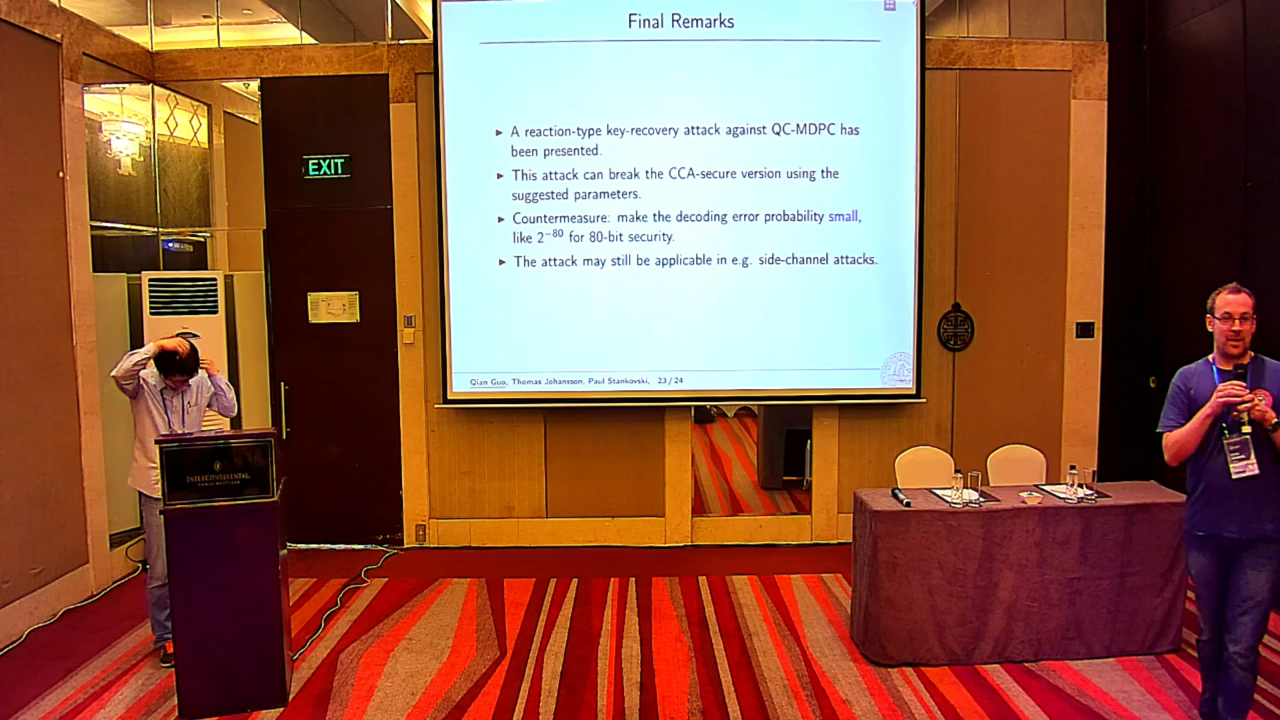 Final Remarks
▶ A reaction-type key-recovery attack against QC-MDPC has
been presented.
▶ This attack can break the CCA-secure version using the
suggested parameters.
▶ Countermeasure: make the decoding error probability small,
like 2⁻⁸⁰ for 80-bit security.
▶ The attack may still be applicable in e.g. side-channel attacks.
Qian Guo, Thomas Johansson, Paul Stankovski, 23 / 24
EXIT
INTERCONTINENTAL